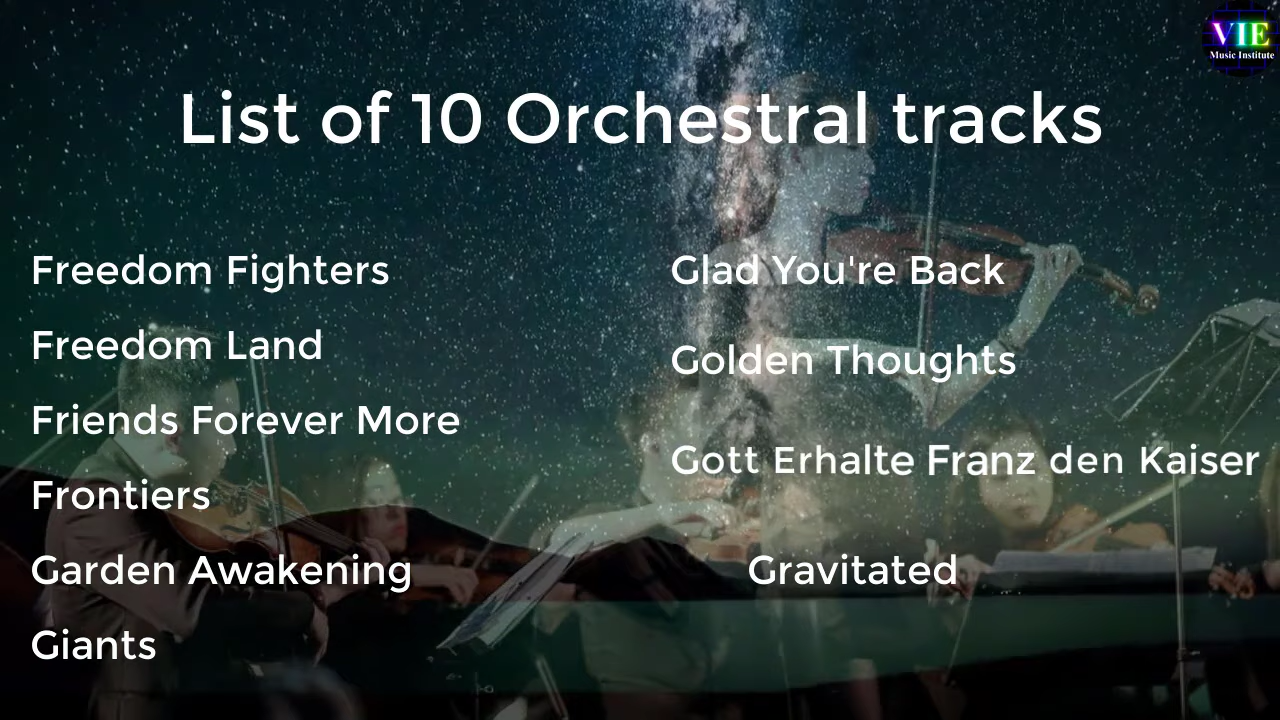 VIE
Music Institute
List of 10 Orchestral tracks
Freedom Fighters
Freedom Land
Friends Forever More
Frontiers
Garden Awakening
Giants
Glad You're Back
Golden Thoughts
Gott Erhalte Franz den Kaiser
Gravitated